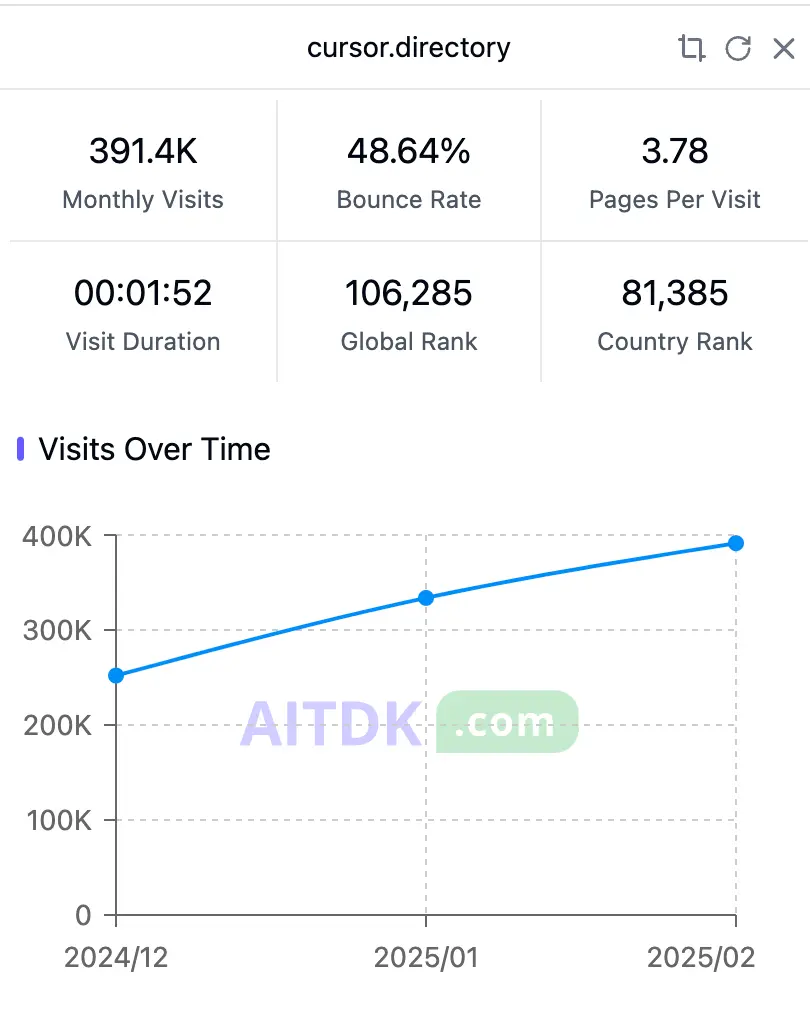 cursor.directory
391.4K 48.64% 3.78
Monthly Visits Bounce Rate Pages Per Visit
00:01:52 106,285 81,385
Visit Duration Global Rank Country Rank
Visits Over Time
400K
300K
200K
AITDK .com
100K
0
2024/12 2025/01 2025/02